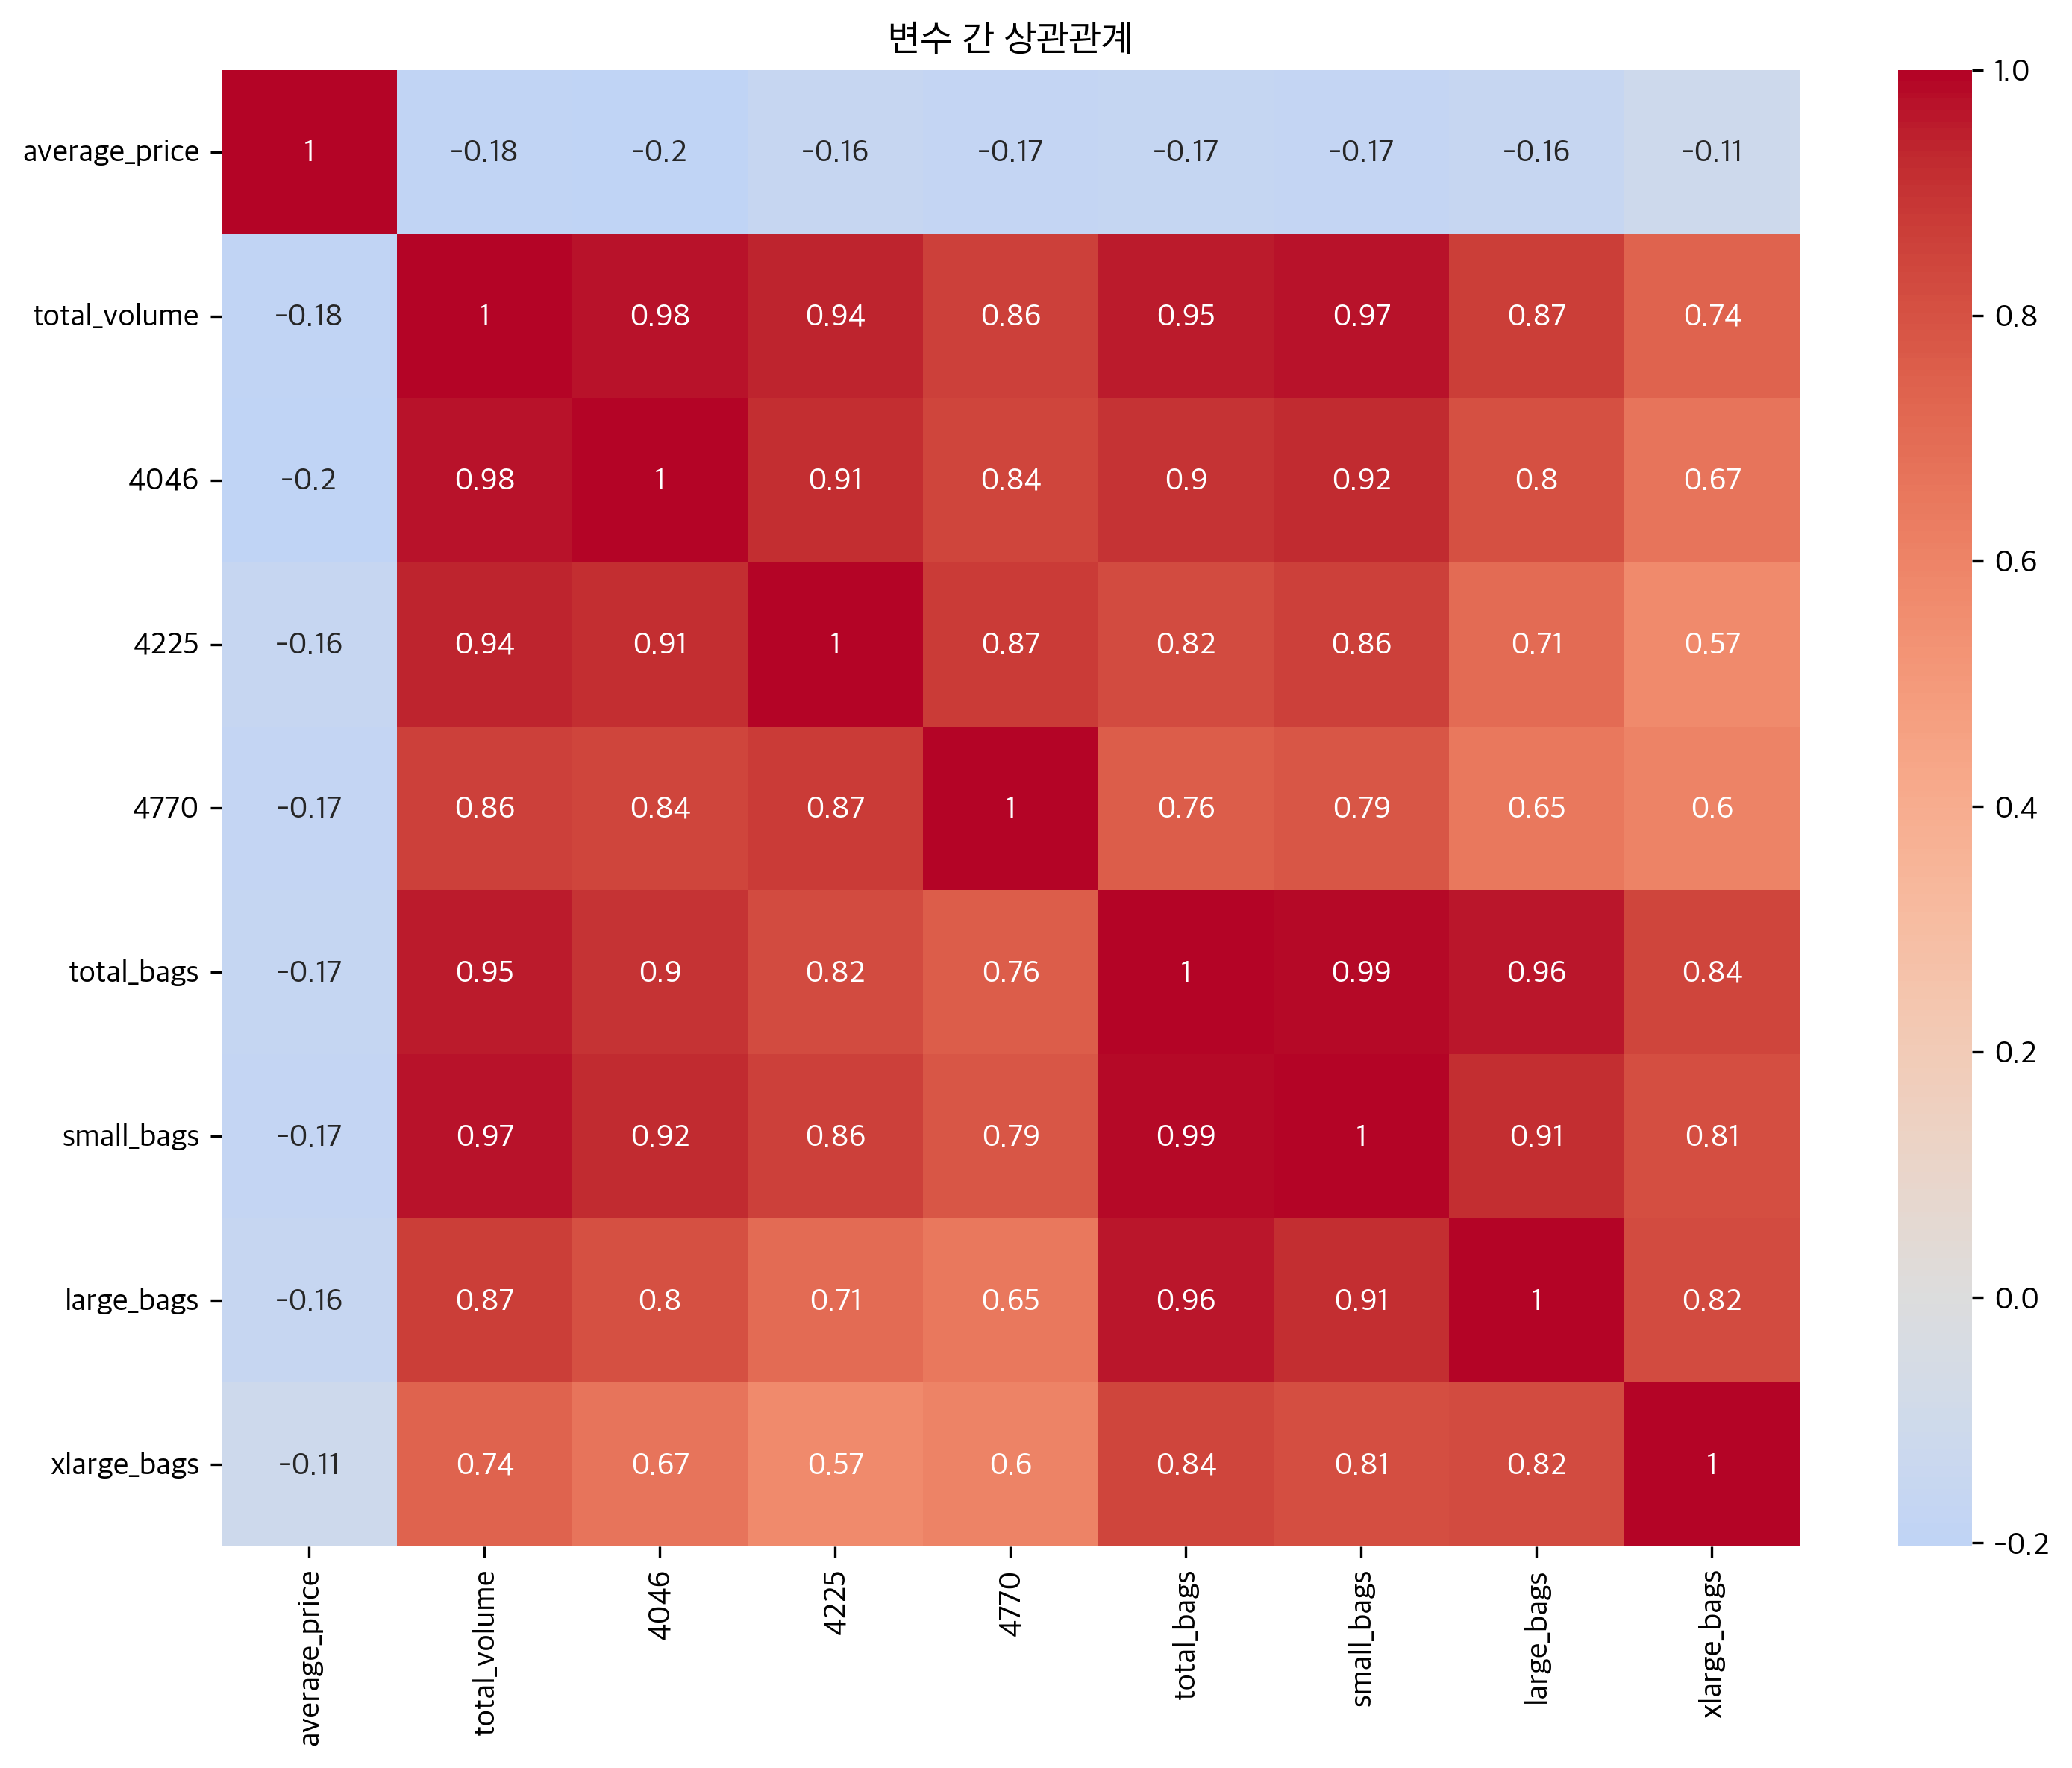 변수 간 상관관계
average_price 1 -0.18 -0.2 -0.16 -0.17 -0.17 -0.17 -0.16 -0.11
total_volume -0.18 1 0.98 0.94 0.86 0.95 0.97 0.87 0.74
4046 -0.2 0.98 1 0.91 0.84 0.9 0.92 0.8 0.67
4225 -0.16 0.94 0.91 1 0.87 0.82 0.86 0.71 0.57
4770 -0.17 0.86 0.84 0.87 1 0.76 0.79 0.65 0.6
total_bags -0.17 0.95 0.9 0.82 0.76 1 0.99 0.96 0.84
small_bags -0.17 0.97 0.92 0.86 0.79 0.99 1 0.91 0.81
large_bags -0.16 0.87 0.8 0.71 0.65 0.96 0.91 1 0.82
xlarge_bags -0.11 0.74 0.67 0.57 0.6 0.84 0.81 0.82 1
average_price
total_volume
4046
4225
4770
total_bags
small_bags
large_bags
xlarge_bags
1.0
0.8
0.6
0.4
0.2
0.0
-0.2